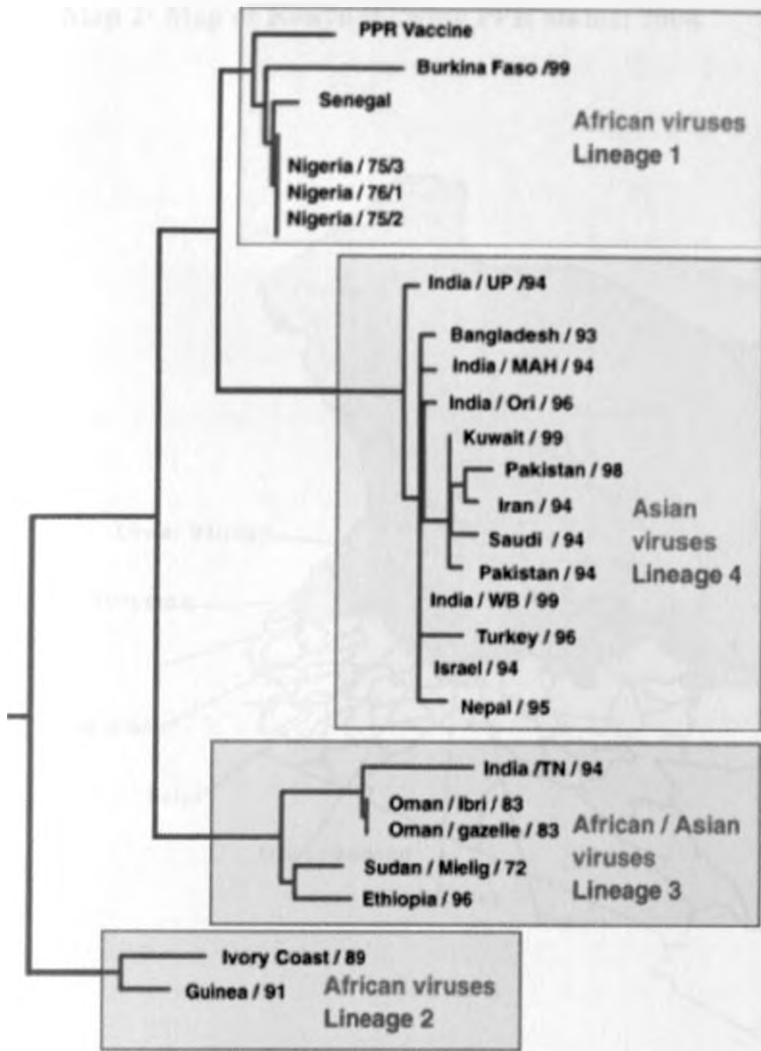 PPR Vaccine
Burkina Faso /99
Senegal
African viruses
Lineage 1
Nigeria / 75/3
Nigeria / 76/1
Nigeria / 75/2
India / UP /94
Bangladesh / 93
India / MAH / 94
India / Ori / 96
Kuwait / 99
Pakistan / 98
Iran / 94
Saudi / 94
Pakistan / 94
Asian
viruses
Lineage 4
India / WB / 99
Turkey / 96
Israel / 94
Nepal / 95
India /TN / 94
Oman / Ibri / 83
Oman / gazelle / 83
Sudan / Mielig / 72
Ethiopia / 96
African / Asian
viruses
Lineage 3
Ivory Coast / 89
Guinea / 91
African viruses
Lineage 2